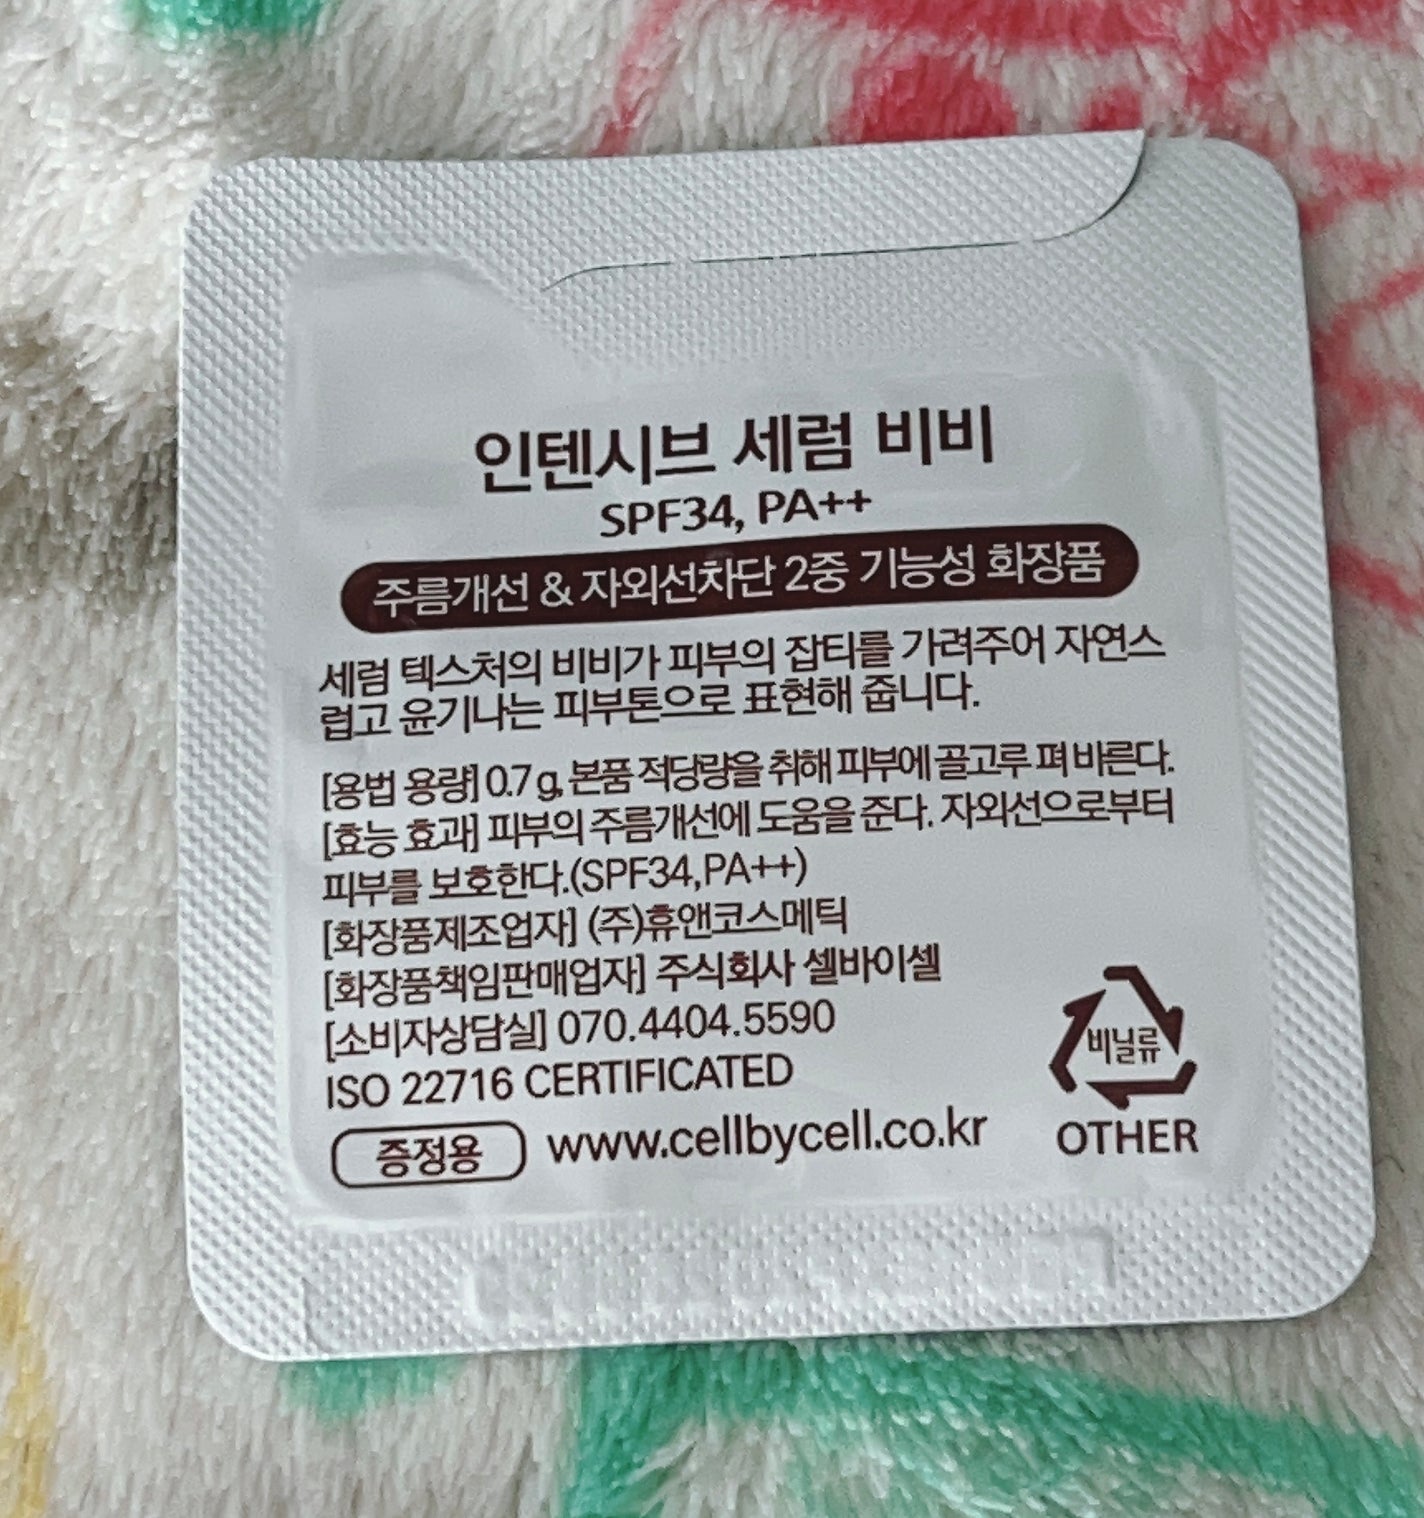 인텐시브 세럼 비비
SPF34, PA++
주름개선 & 자외선차단 2중 기능성 화장품
세럼 텍스처의 비비가 피부의 잡티를 가려주어 자연스
럽고 윤기나는 피부톤으로 표현해 줍니다.
[용법 용량] 0.7 g, 본품 적당량을 취해 피부에 골고루 펴 바른다.
[효능 효과] 피부의 주름개선에 도움을 준다. 자외선으로부터
피부를 보호한다.(SPF34,PA++)
[화장품제조업자] (주)휴앤코스메틱
[화장품책임판매업자] 주식회사 셀바이셀
[소비자상담실] 070.4404.5590
ISO 22716 CERTIFICATED
증정용 www.cellbycell.co.kr
비닐류
OTHER